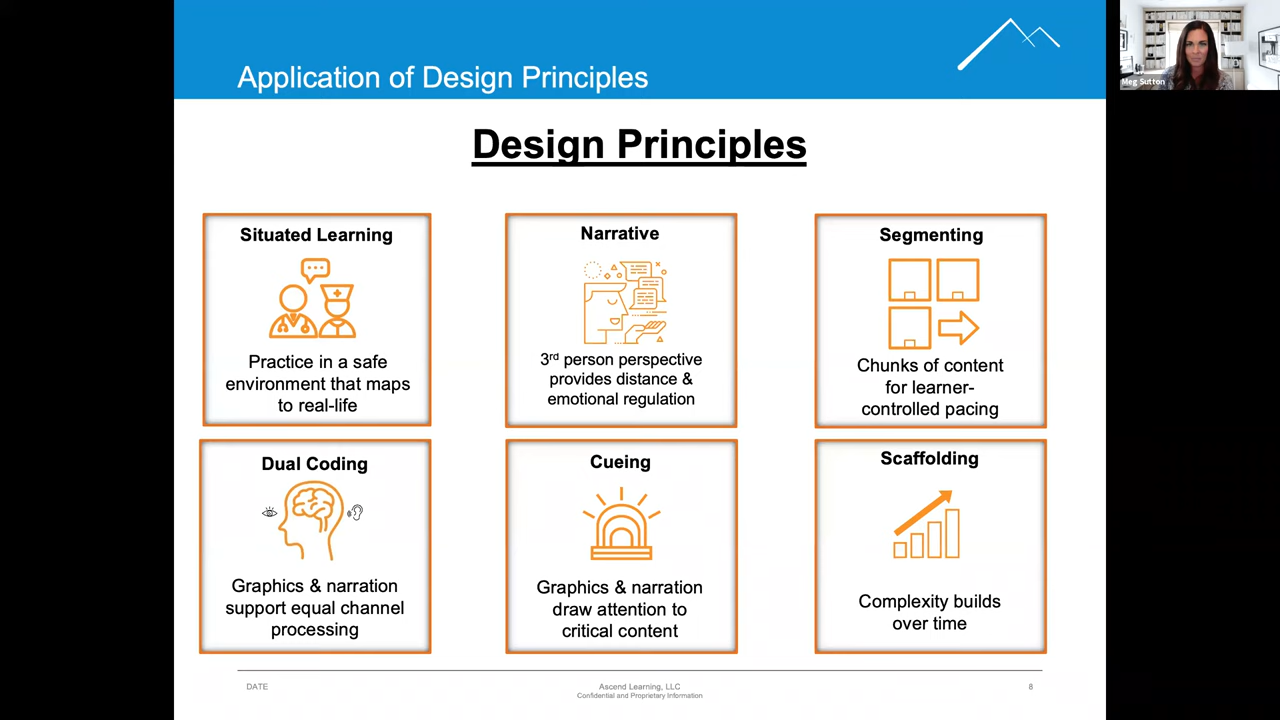 Application of Design Principles
Meg Sutton
Design Principles
Situated Learning
Practice in a safe
environment that maps
to real-life
Narrative
3rd person perspective
provides distance &
emotional regulation
Segmenting
Chunks of content
for learner-
controlled pacing
Dual Coding
Graphics & narration
support equal channel
processing
Cueing
Graphics & narration
draw attention to
critical content
Scaffolding
Complexity builds
over time
DATE
Ascend Learning, LLC
Confidential and Proprietary Information
8